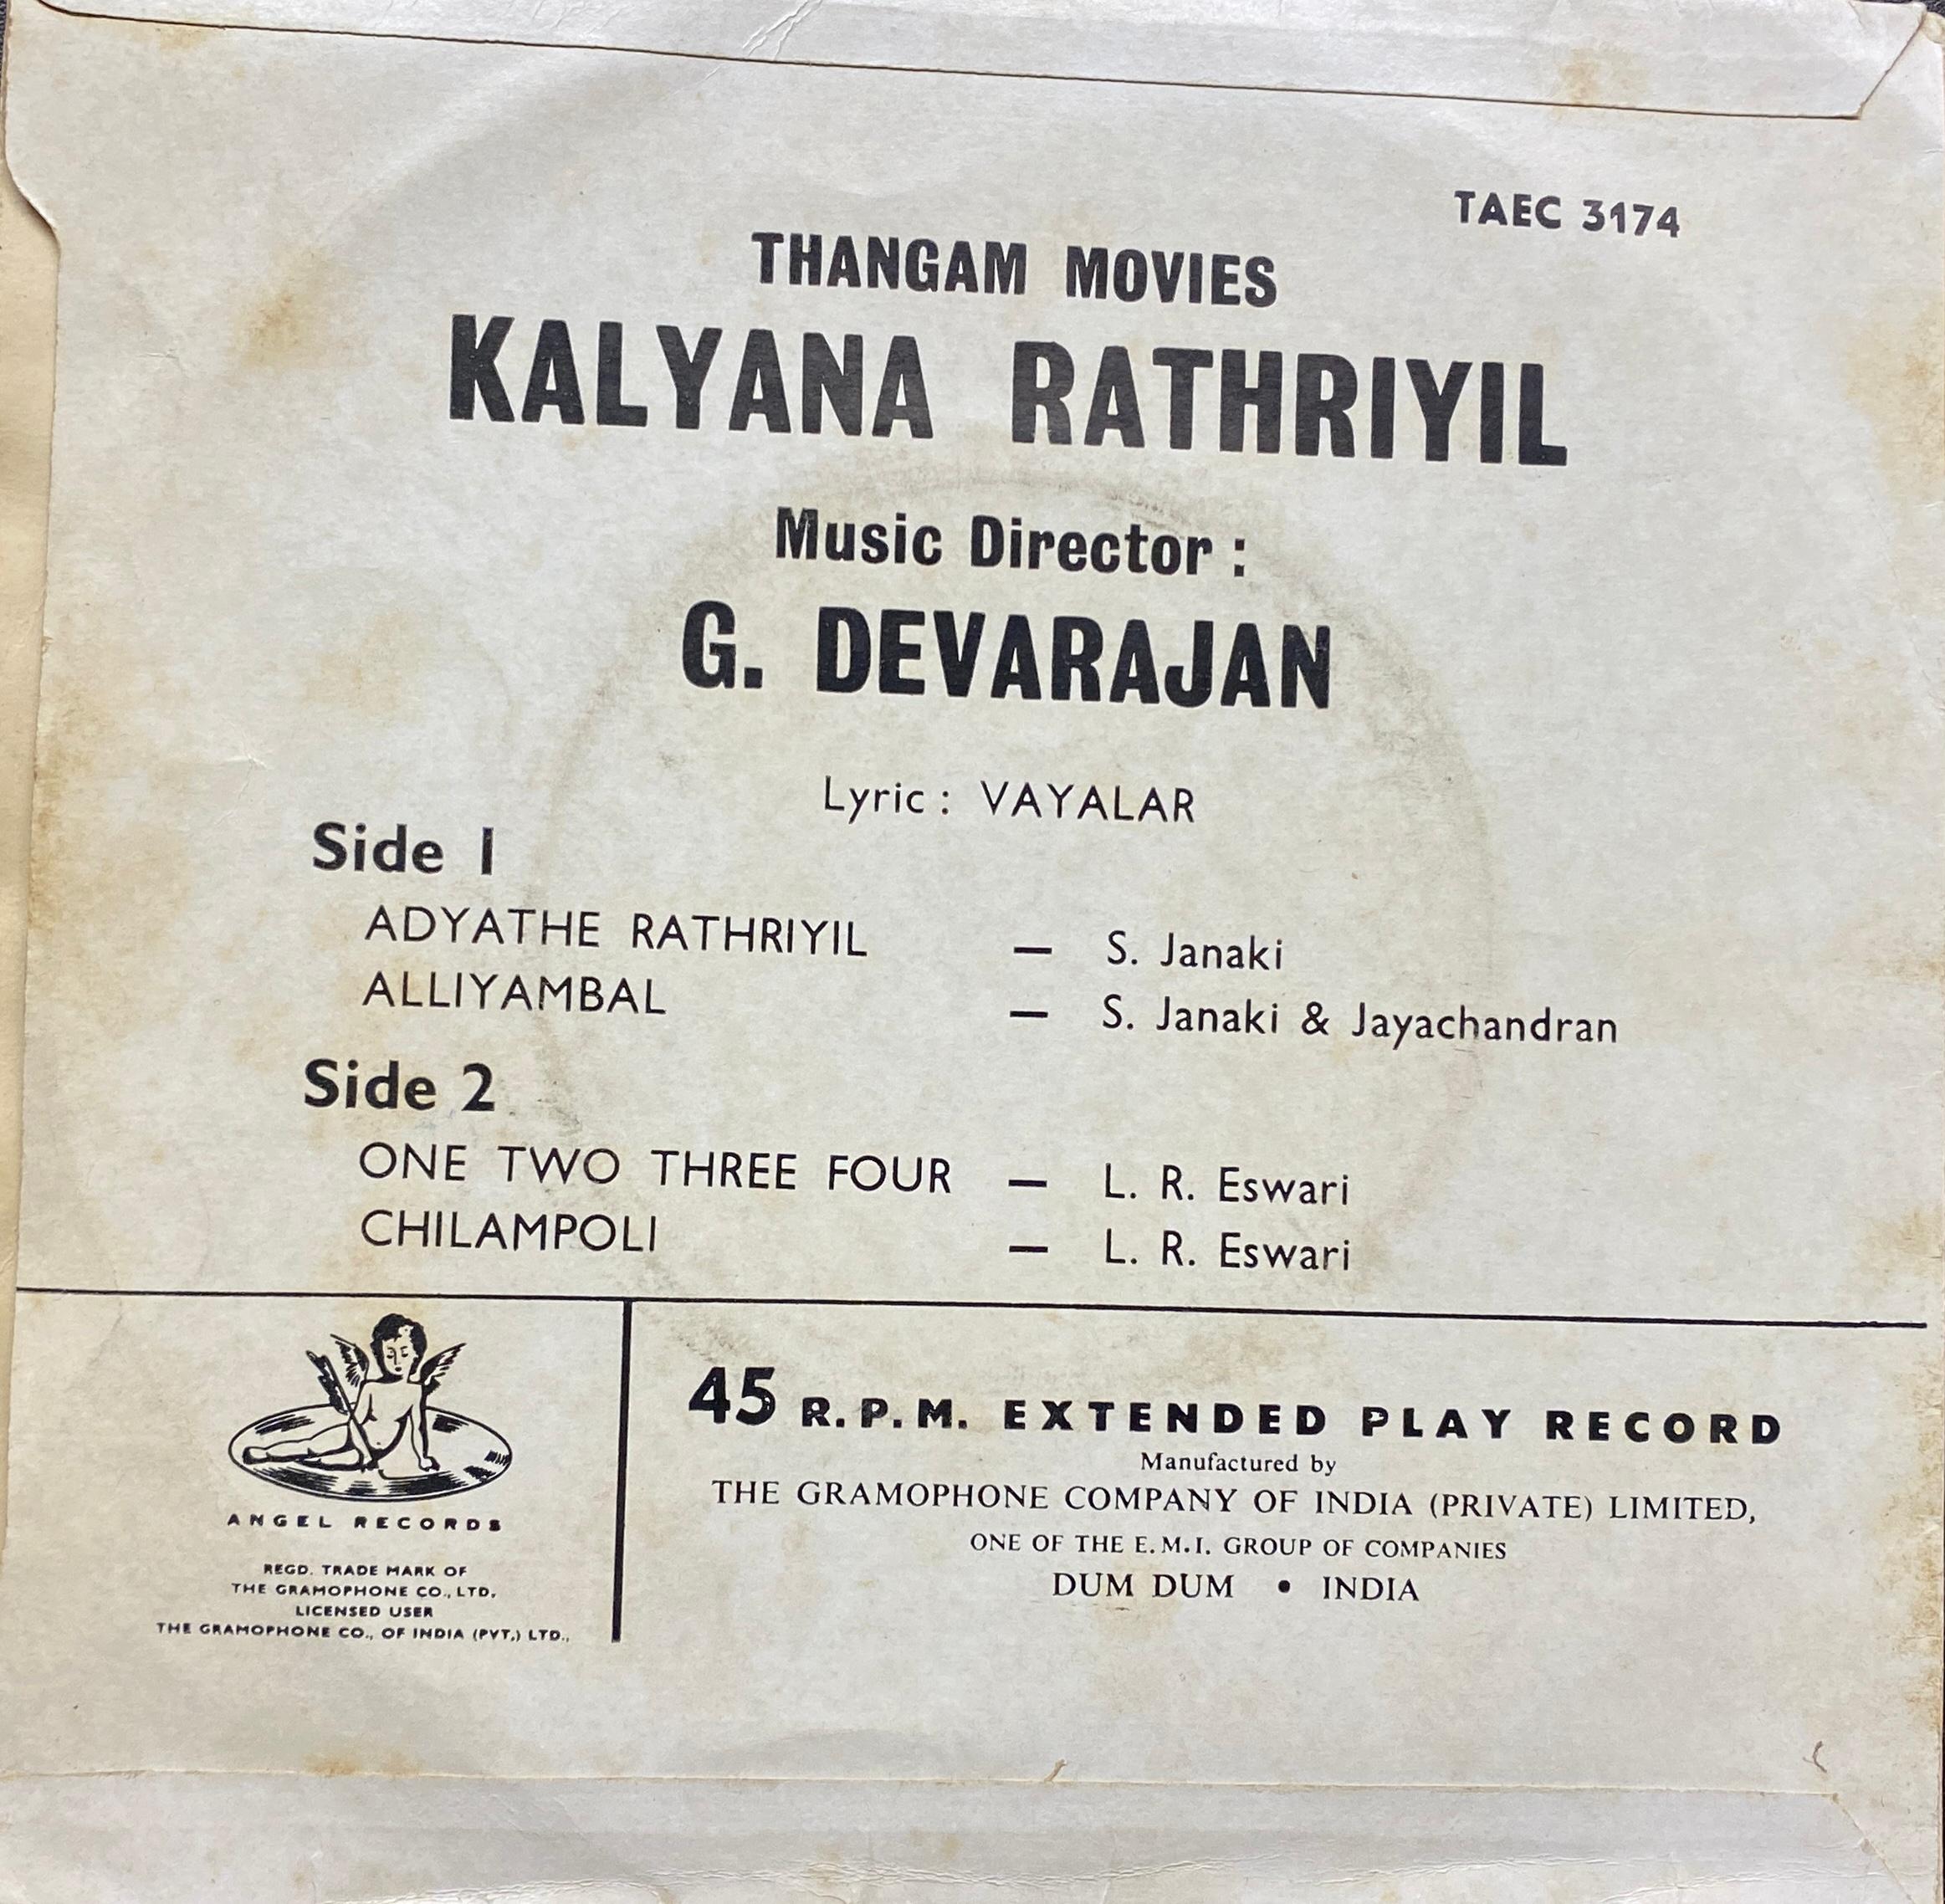 TAEC 3174
THANGAM MOVIES
KALYANA RATHRIYIL
Music Director :
G. DEVARAJAN
Lyric : VAYALAR
Side 1
ADYATHE RATHRIYIL — S. Janaki
ALLIYAMBAL — S. Janaki & Jayachandran
Side 2
ONE TWO THREE FOUR — L. R. Eswari
CHILAMPOLI — L. R. Eswari
ANGEL RECORDS
REGD. TRADE MARK OF
THE GRAMOPHONE CO., LTD,
LICENSED USER
THE GRAMOPHONE CO., OF INDIA (PVT,) LTD.,
45 R.P.M. EXTENDED PLAY RECORD
Manufactured by
THE GRAMOPHONE COMPANY OF INDIA (PRIVATE) LIMITED,
ONE OF THE E.M.I. GROUP OF COMPANIES
DUM DUM • INDIA